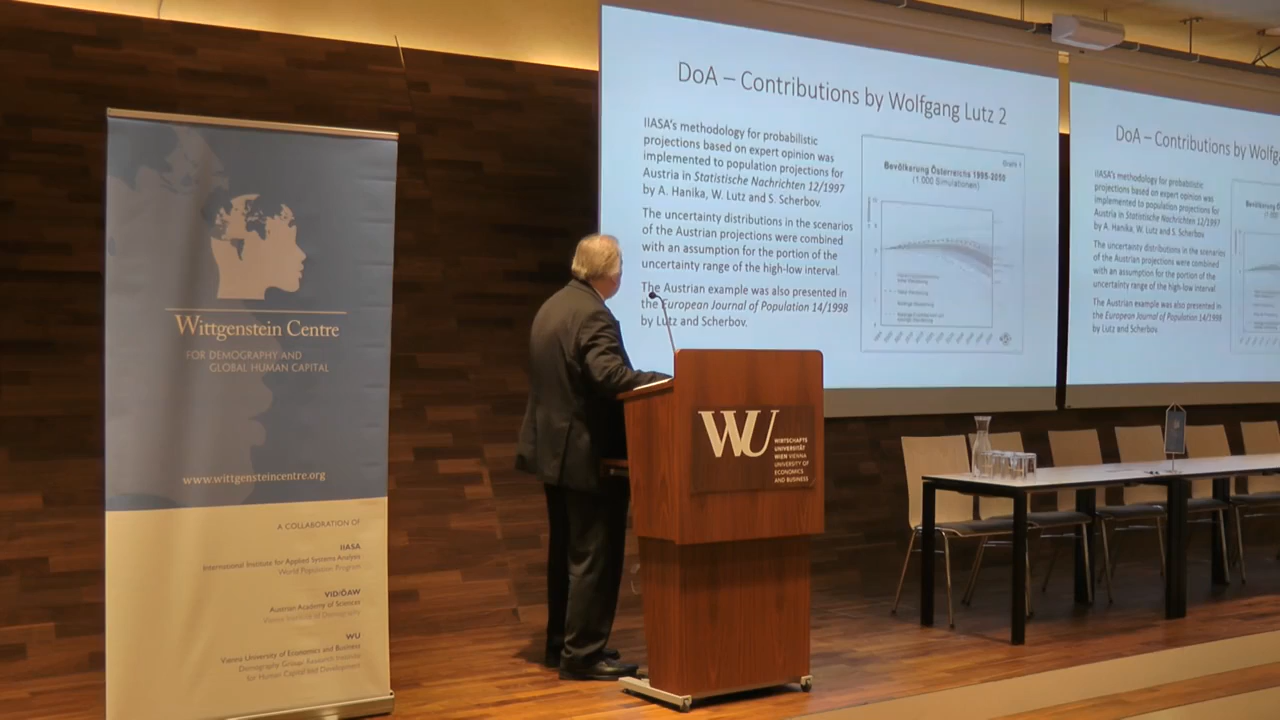 Wittgenstein Centre
FOR DEMOGRAPHY AND
GLOBAL HUMAN CAPITAL
www.wittgensteincentre.org
A COLLABORATION OF
IIASA
International Institute for Applied Systems Analysis
World Population Program
VID/ÖAW
Austrian Academy of Sciences
Vienna Institute of Demography
WU
Vienna University of Economics and Business
Demography Group, Research Institute
for Human Capital and Development
DoA – Contributions by Wolfgang Lutz 2
IIASA's methodology for probabilistic
projections based on expert opinion was
implemented to population projections for
Austria in Statistische Nachrichten 12/1997
by A. Hanika, W. Lutz and S. Scherbov.
The uncertainty distributions in the scenarios
of the Austrian projections were combined
with an assumption for the portion of the
uncertainty range of the high-low interval.
The Austrian example was also presented in
the European Journal of Population 14/1998
by Lutz and Scherbov.
Grafik 1
Bevölkerung Österreichs 1995-2050
(1.000 Simulationen)
WU
WIRTSCHAFTS
UNIVERSITÄT
WIEN VIENNA
UNIVERSITY OF
ECONOMICS
AND BUSINESS
DoA – Contributions by Wolfg
IIASA's methodology for probabilistic
projections based on expert opinion was
implemented to population projections for
Austria in Statistische Nachrichten 12/1997
by A. Hanika, W. Lutz and S. Scherbov.
The uncertainty distributions in the scenarios
of the Austrian projections were combined
with an assumption for the portion of the
uncertainty range of the high-low interval.
The Austrian example was also presented in
the European Journal of Population 14/1998
by Lutz and Scherbov.